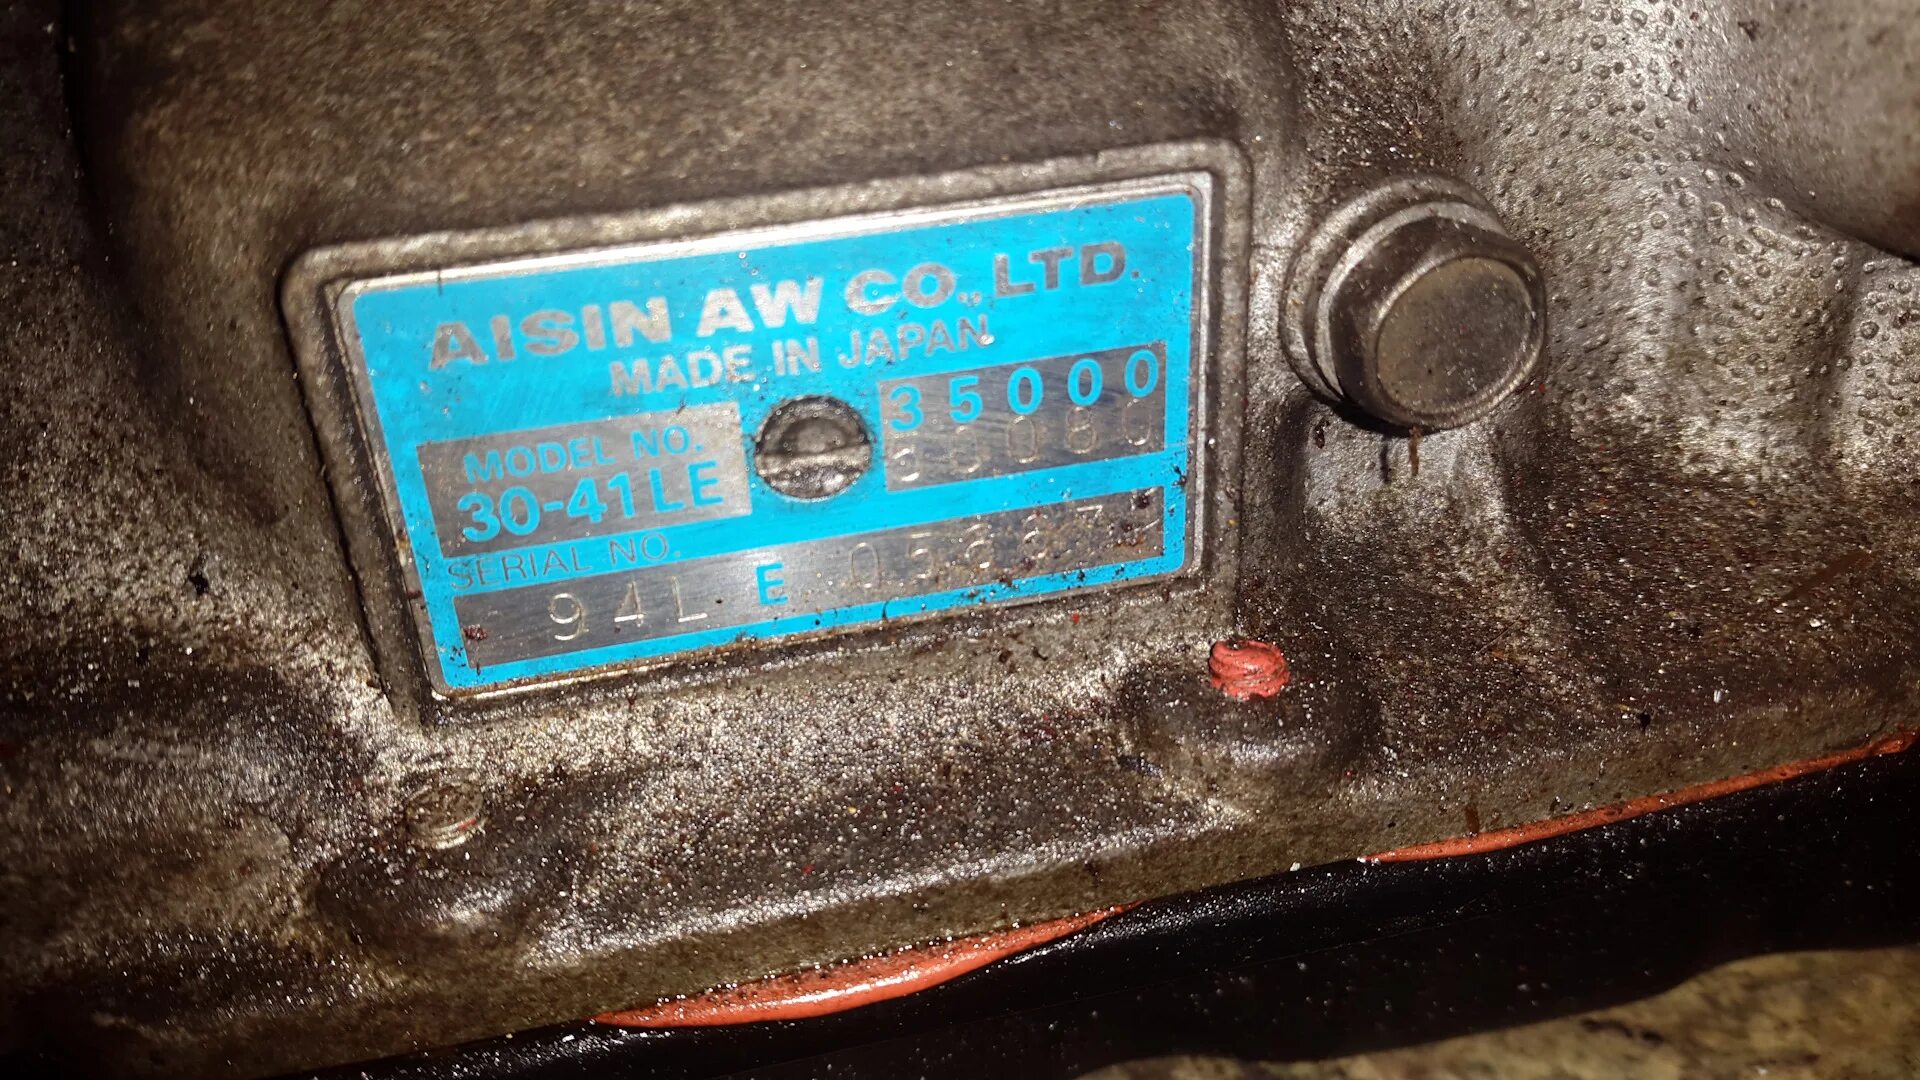 AISIN AW CO., LTD.
MADE IN JAPAN
MODEL NO.
30-41LE
35000
SERIAL NO.
94L E